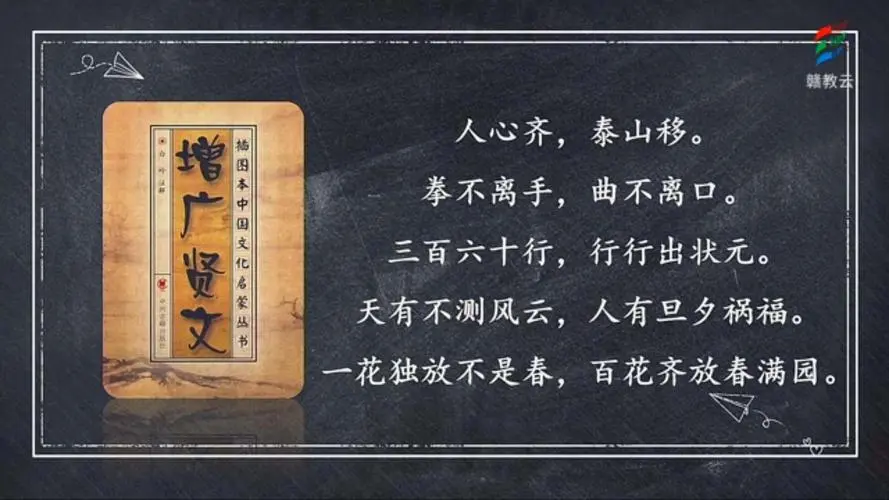 赣教云
插图本中国文化启蒙丛书
增广贤文
人心齐，泰山移。
拳不离手，曲不离口。
三百六十行，行行出状元。
天有不测风云，人有旦夕祸福。
一花独放不是春，百花齐放春满园。